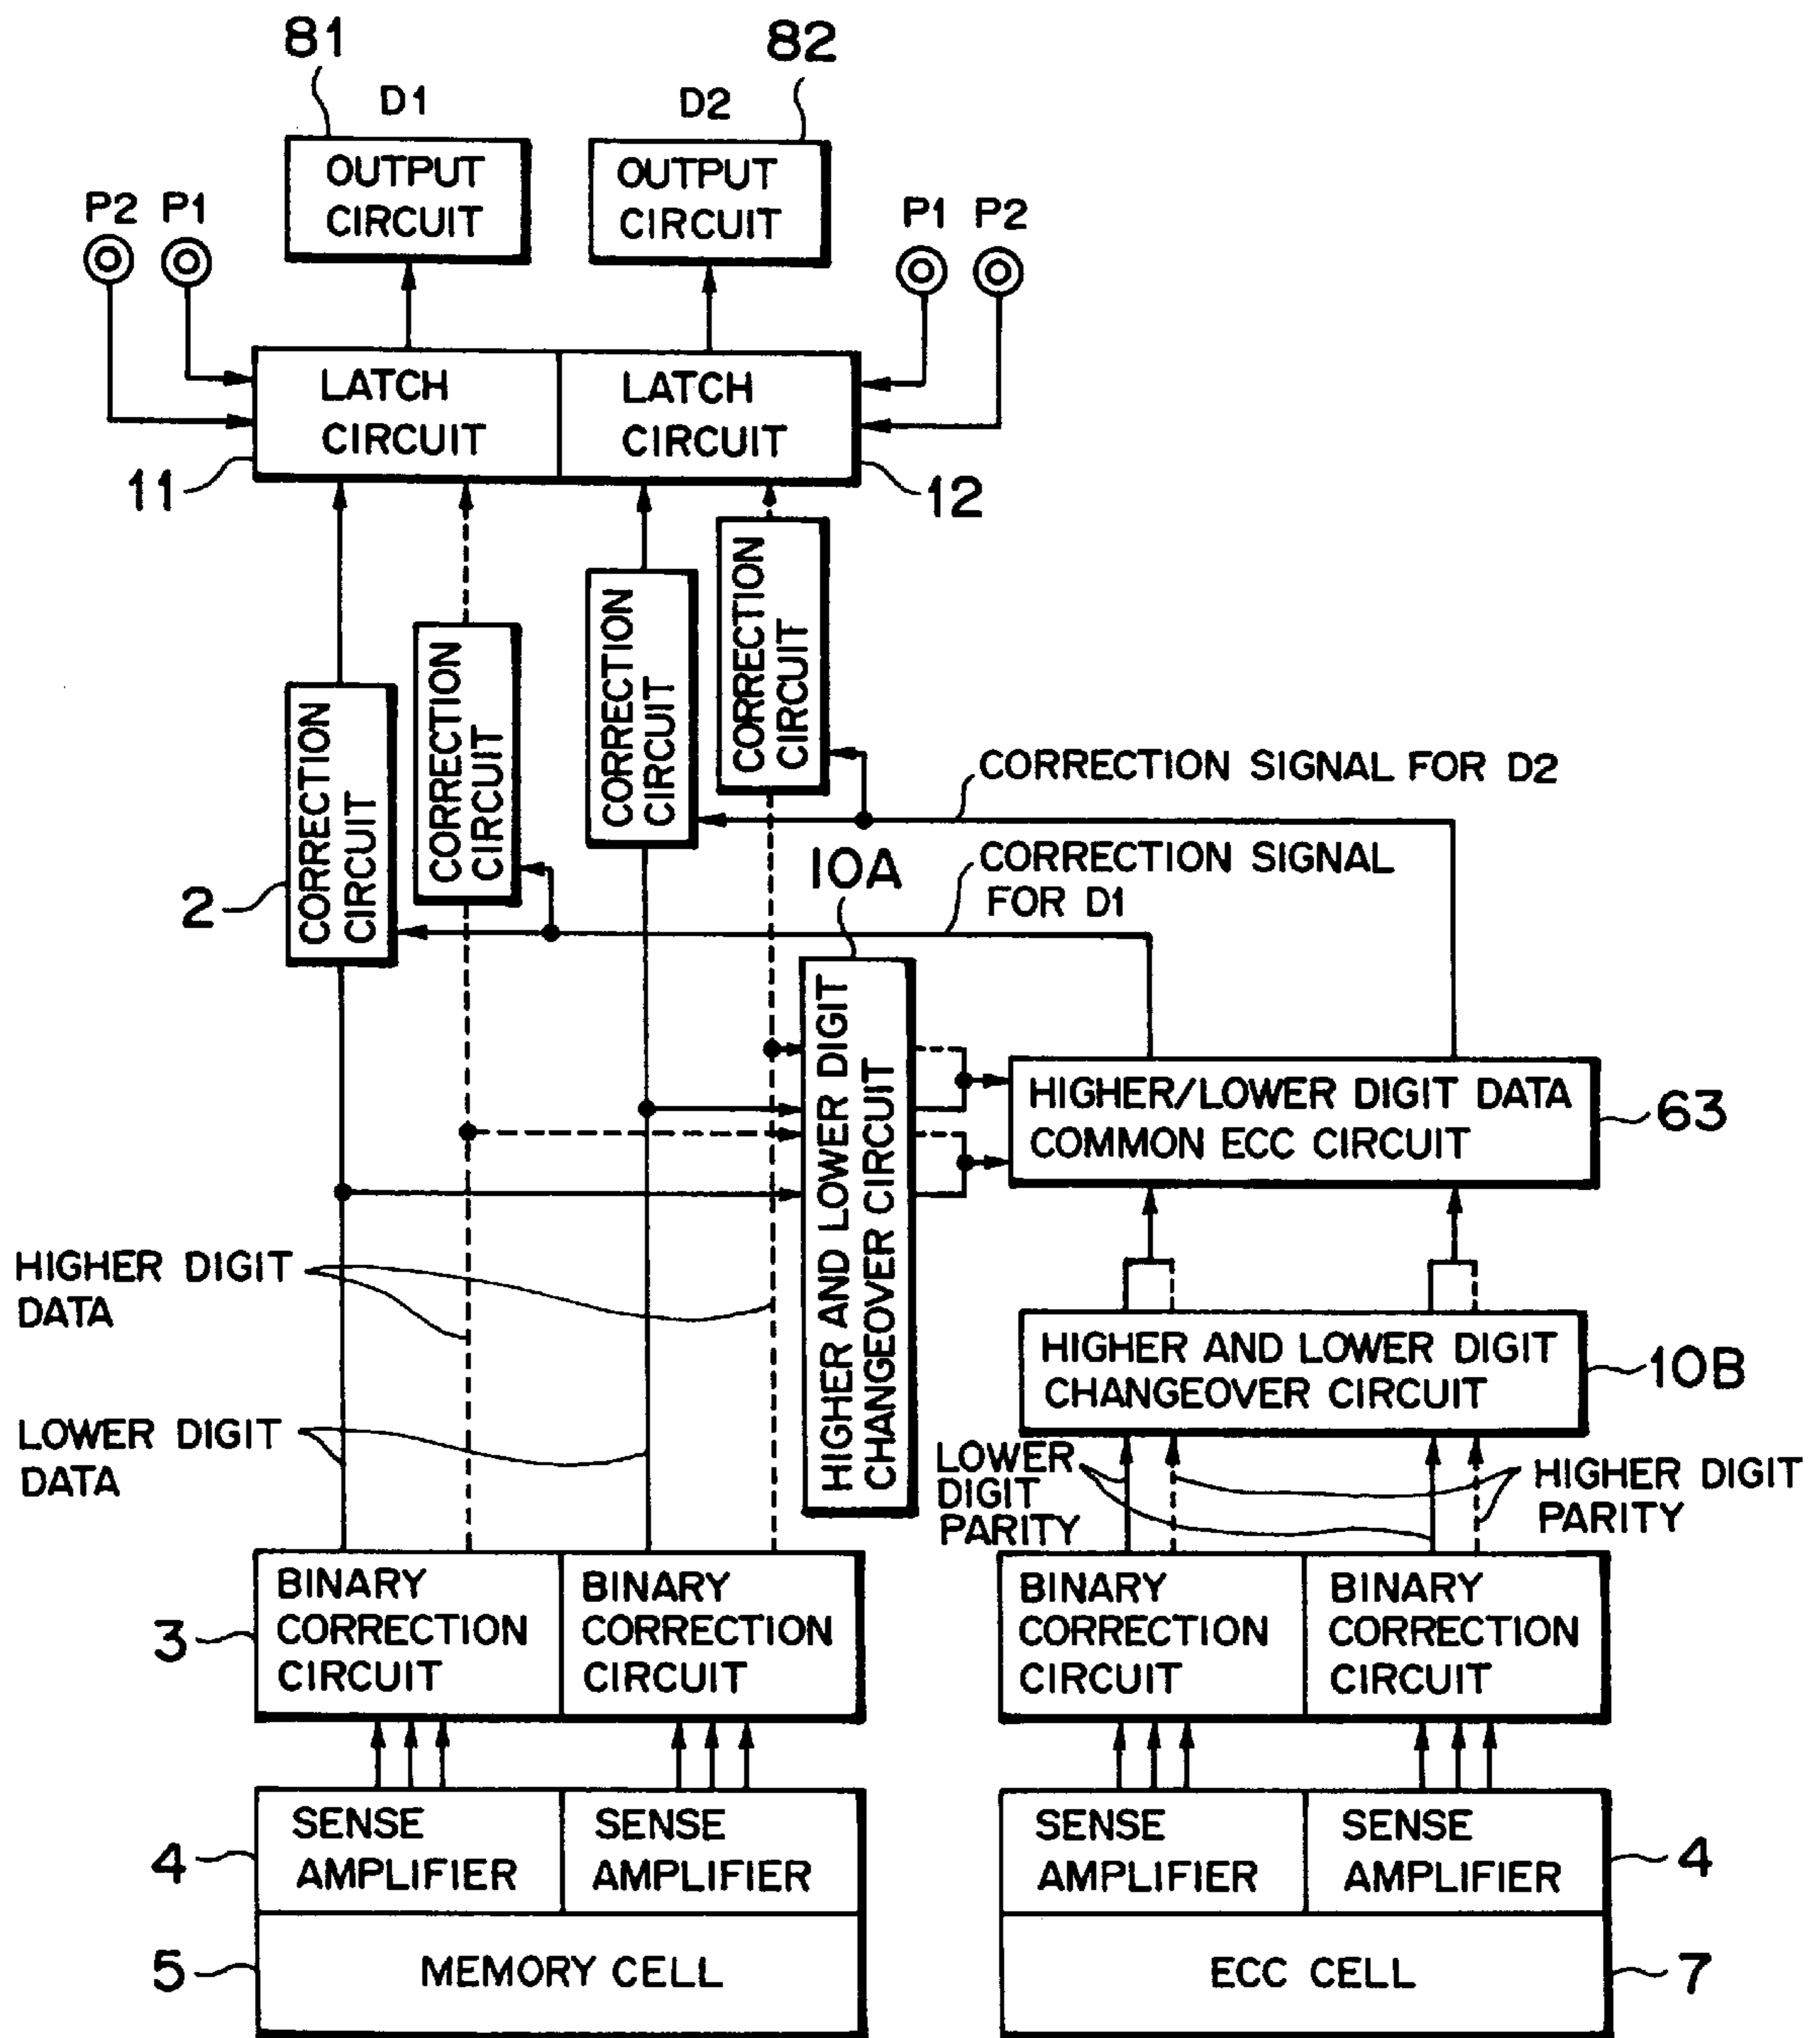 81
82
D1
D2
OUTPUT
CIRCUIT
OUTPUT
CIRCUIT
P2 P1
P1 P2
LATCH
CIRCUIT
LATCH
CIRCUIT
11
12
CORRECTION
CIRCUIT
CORRECTION
CIRCUIT
CORRECTION
CIRCUIT
CORRECTION
CIRCUIT
2
CORRECTION SIGNAL FOR D2
CORRECTION SIGNAL
FOR D1
10A
HIGHER AND LOWER DIGIT
CHANGEOVER CIRCUIT
HIGHER/LOWER DIGIT DATA
COMMON ECC CIRCUIT
63
HIGHER DIGIT
DATA
HIGHER AND LOWER DIGIT
CHANGEOVER CIRCUIT
10B
LOWER DIGIT
DATA
LOWER
DIGIT
PARITY
HIGHER DIGIT
PARITY
3
BINARY
CORRECTION
CIRCUIT
BINARY
CORRECTION
CIRCUIT
BINARY
CORRECTION
CIRCUIT
BINARY
CORRECTION
CIRCUIT
4
SENSE
AMPLIFIER
SENSE
AMPLIFIER
SENSE
AMPLIFIER
SENSE
AMPLIFIER
4
5
MEMORY CELL
ECC CELL
7